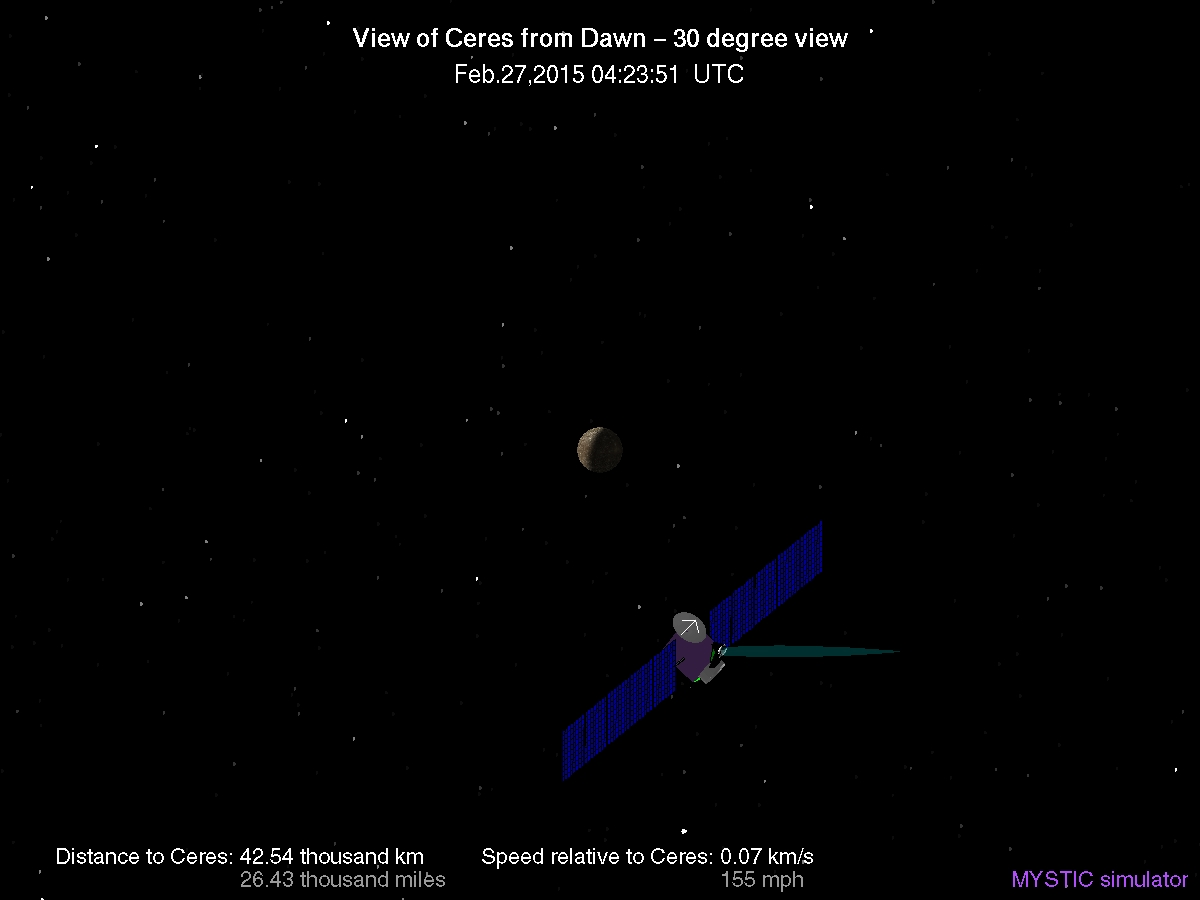 View of Ceres from Dawn – 30 degree view
Feb.27,2015 04:23:51 UTC
Distance to Ceres: 42.54 thousand km
26.43 thousand miles
Speed relative to Ceres: 0.07 km/s
155 mph
MYSTIC simulator